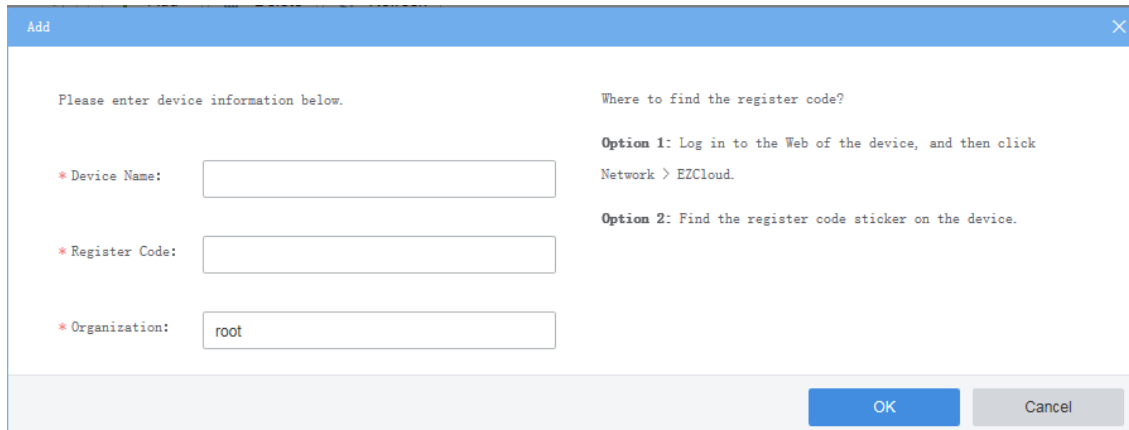 Add
Please enter device information below.
* Device Name:
* Register Code:
* Organization:
root
Where to find the register code?
Option 1: Log in to the Web of the device, and then click
Network > EZCloud.
Option 2: Find the register code sticker on the device.
OK
Cancel